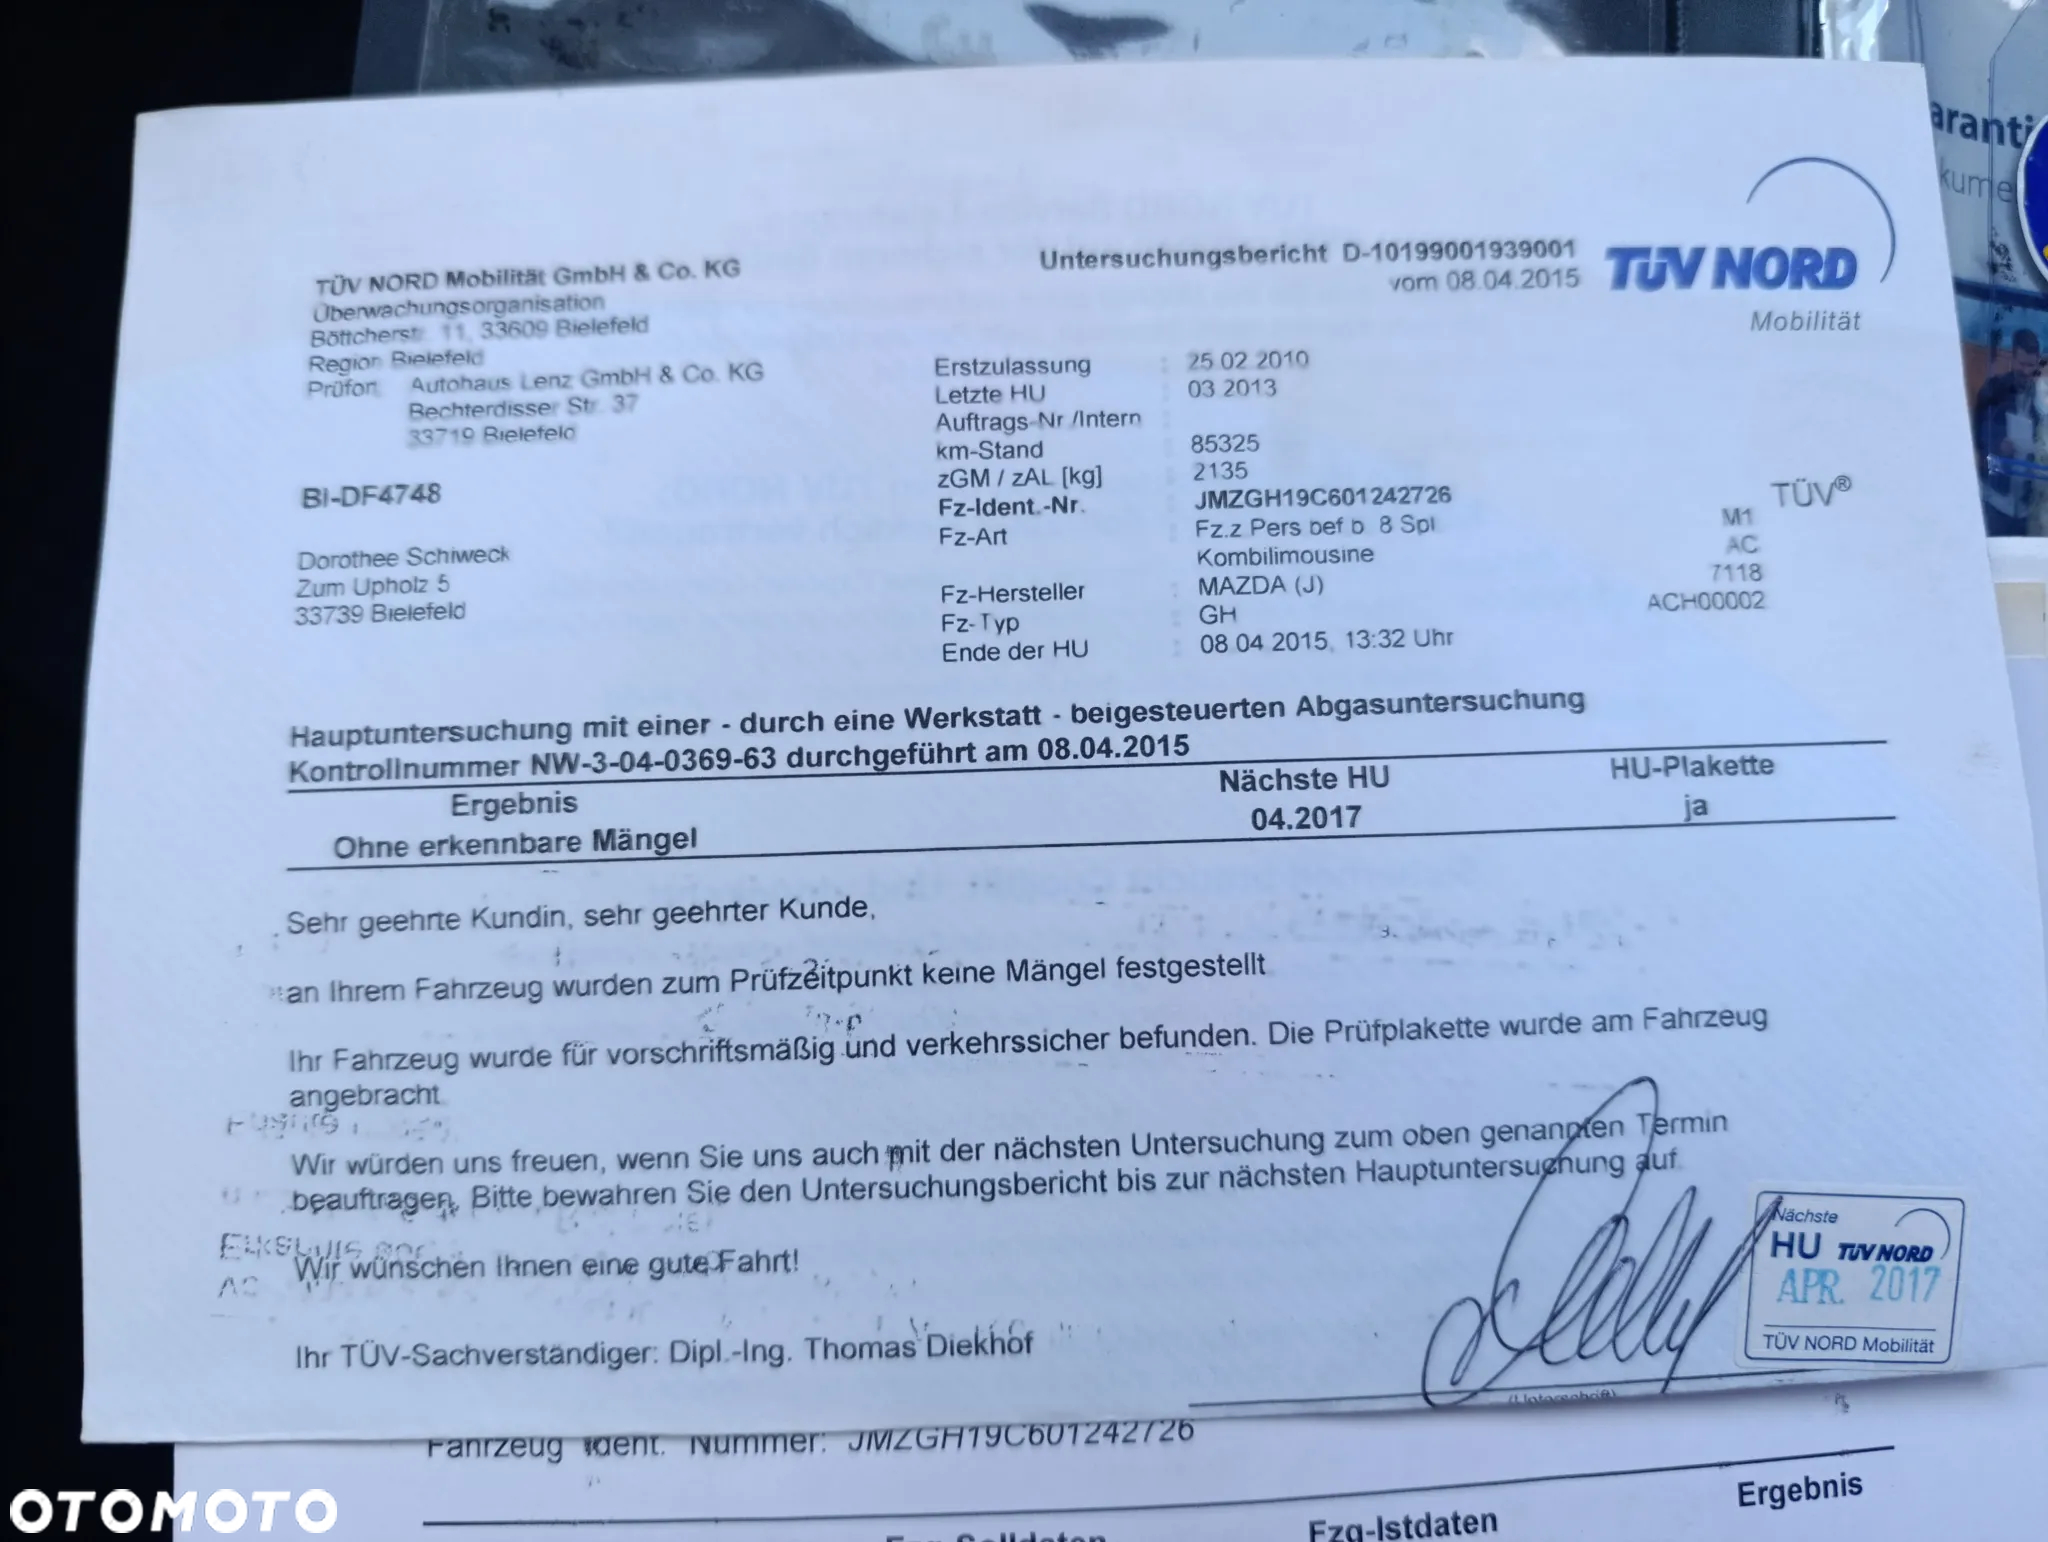 TÜV NORD Mobilität GmbH & Co. KG
Überwachungsorganisation
Böttcherstr. 11, 33609 Bielefeld
Region Bielefeld
Prüfort Autohaus Lenz GmbH & Co. KG
Bechterdisser Str. 37
33719 Bielefeld
BI-DF4748
Dorothee Schiweck
Zum Upholz 5
33739 Bielefeld
Untersuchungsbericht D-10199001939001
vom 08.04.2015
TÜV NORD
Mobilität
Erstzulassung : 25 02 2010
Letzte HU : 03 2013
Auftrags-Nr /Intern :
km-Stand : 85325
zGM / zAL [kg] : 2135
Fz-Ident.-Nr. : JMZGH19C601242726
Fz-Art : Fz.z Pers bef b 8 Spl
Kombilimousine
Fz-Hersteller : MAZDA (J)
Fz-Typ : GH
Ende der HU : 08 04 2015, 13:32 Uhr
TÜV®
M1
AC
7118
ACH00002
Hauptuntersuchung mit einer - durch eine Werkstatt - beigesteuerten Abgasuntersuchung
Kontrollnummer NW-3-04-0369-63 durchgeführt am 08.04.2015
Ergebnis Nächste HU HU-Plakette
Ohne erkennbare Mängel 04.2017 ja
Sehr geehrte Kundin, sehr geehrter Kunde,
an Ihrem Fahrzeug wurden zum Prüfzeitpunkt keine Mängel festgestellt
Ihr Fahrzeug wurde für vorschriftsmäßig und verkehrssicher befunden. Die Prüfplakette wurde am Fahrzeug
angebracht
Wir würden uns freuen, wenn Sie uns auch mit der nächsten Untersuchung zum oben genannten Termin
beauftragen. Bitte bewahren Sie den Untersuchungsbericht bis zur nächsten Hauptuntersuchung auf
Wir wünschen Ihnen eine gute Fahrt!
Ihr TÜV-Sachverständiger: Dipl.-Ing. Thomas Diekhof
(Unterschrift)
Nächste
HU TÜV NORD
APR. 2017
TÜV NORD Mobilität
Fahrzeug Ident. Nummer: JMZGH19C601242726
Ergebnis
Fzg-Istdaten
OTOMOTO